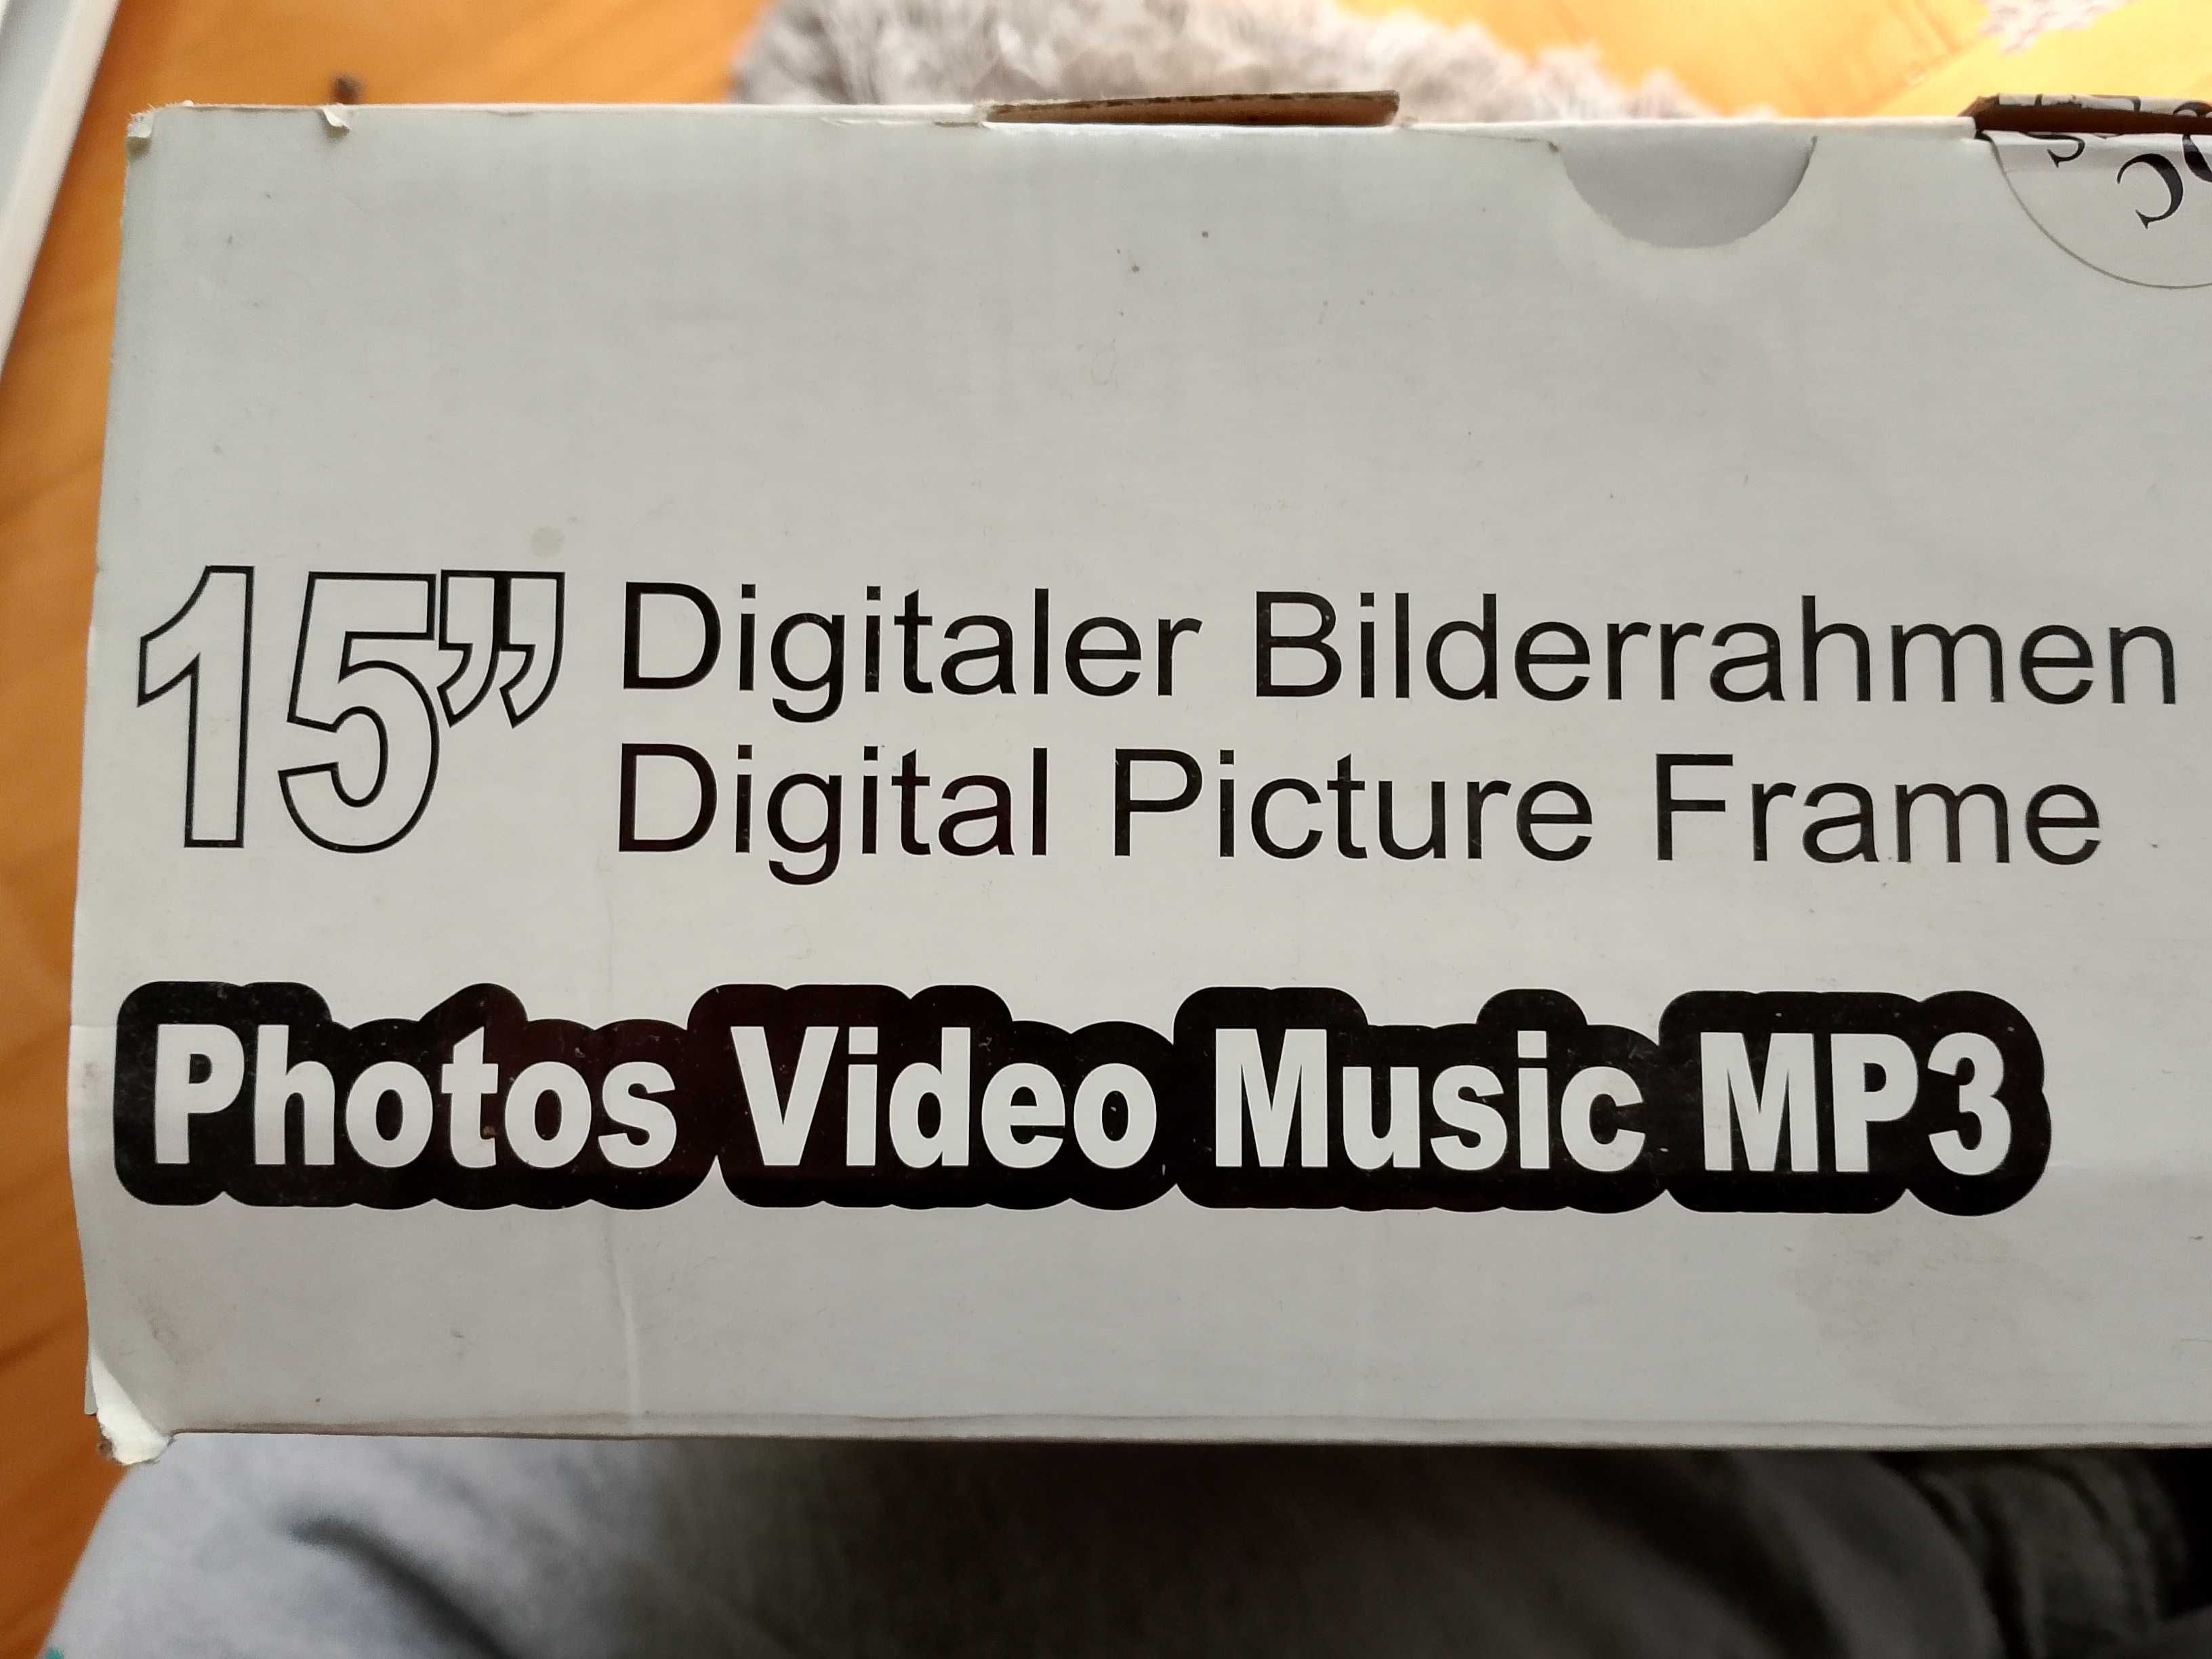 15” Digitaler Bilderrahmen
Digital Picture Frame
Photos Video Music MP3